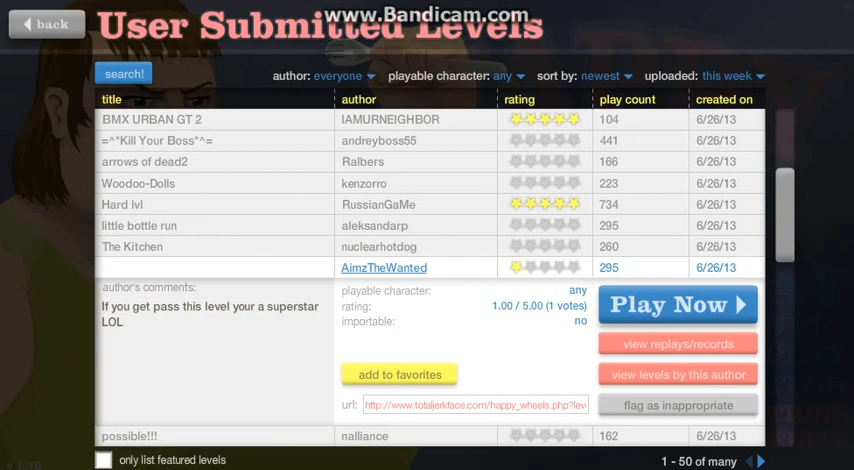 www.Bandicam.com
back
User Submitted Levels
search!
author: everyone playable character: any sort by: newest uploaded: this week
title author rating play count created on
BMX URBAN GT 2 IAMURNEIGHBOR 104 6/26/13
=^*Kill Your Boss*^= andreyboss55 441 6/26/13
arrows of dead2 Ralbers 166 6/26/13
Woodoo-Dolls kenzorro 223 6/26/13
Hard lvl RussianGaMe 734 6/26/13
little bottle run aleksandarp 295 6/26/13
The Kitchen nuclearhotdog 260 6/26/13
AimzTheWanted 295 6/26/13
author's comments:
If you get pass this level your a superstar
LOL
playable character: any
rating: 1.00 / 5.00 (1 votes)
importable: no
add to favorites
url: http://www.totaljerkface.com/happy_wheels.php?lev
Play Now
view replays/records
view levels by this author
flag as inappropriate
possible!!! nalliance 162 6/26/13
only list featured levels
1 - 50 of many